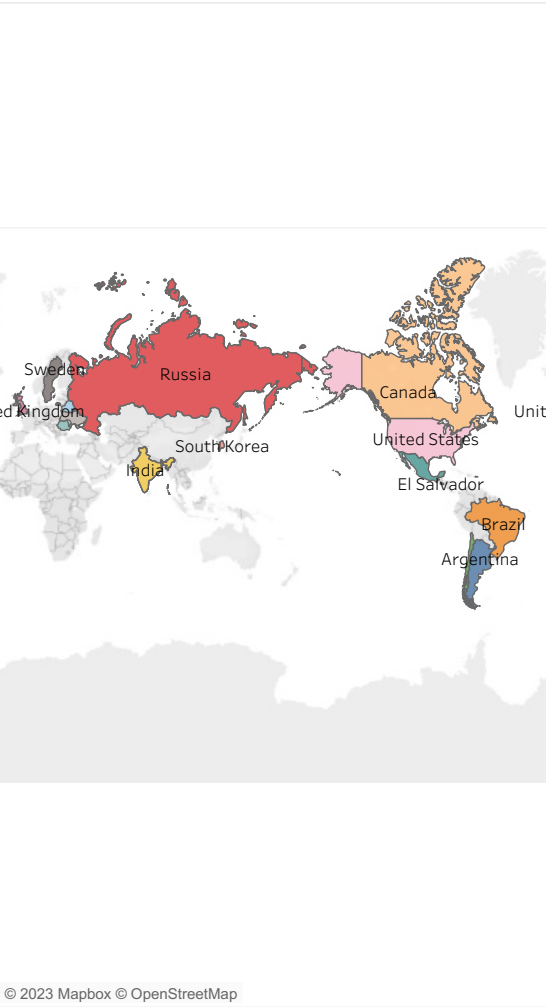 Sweden
Russia
Canada
ed Kingdom
Unit
United States
South Korea
India
El Salvador
Brazil
Argentina
© 2023 Mapbox © OpenStreetMap